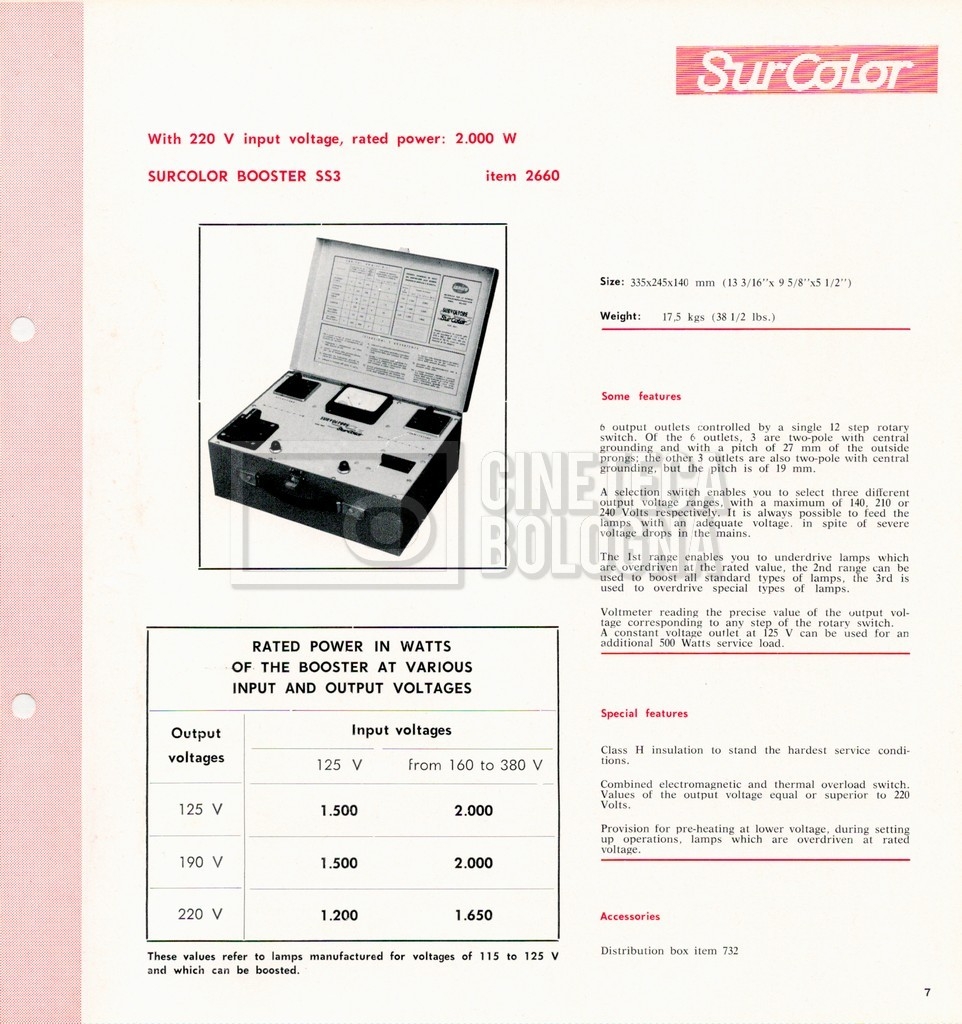 SurColor
With 220 V input voltage, rated power: 2.000 W
SURCOLOR BOOSTER SS3 item 2660
SURVOLTORE
SurColor
Size: 335x245x140 mm (13 3/16''x 9 5/8''x5 1/2'')
Weight: 17,5 kgs (38 1/2 lbs.)
Some features
6 output outlets controlled by a single 12 step rotary
switch. Of the 6 outlets, 3 are two-pole with central
grounding and with a pitch of 27 mm of the outside
prongs; the other 3 outlets are also two-pole with central
grounding, but the pitch is of 19 mm.
A selection switch enables you to select three different
output voltage ranges, with a maximum of 140, 210 or
240 Volts respectively. It is always possible to feed the
lamps with an adequate voltage. in spite of severe
voltage drops in the mains.
The 1st range enables you to underdrive lamps which
are overdriven at the rated value, the 2nd range can be
used to boost all standard types of lamps, the 3rd is
used to overdrive special types of lamps.
Voltmeter reading the precise value of the output vol-
tage corresponding to any step of the rotary switch.
A constant voltage outlet at 125 V can be used for an
additional 500 Watts service load.
CINETECA
BOLOGNA
RATED POWER IN WATTS
OF THE BOOSTER AT VARIOUS
INPUT AND OUTPUT VOLTAGES
Output voltages
Input voltages
125 V from 160 to 380 V
125 V 1.500 2.000
190 V 1.500 2.000
220 V 1.200 1.650
These values refer to lamps manufactured for voltages of 115 to 125 V
and which can be boosted.
Special features
Class H insulation to stand the hardest service condi-
tions.
Combined electromagnetic and thermal overload switch.
Values of the output voltage equal or superior to 220
Volts.
Provision for pre-heating at lower voltage, during setting
up operations, lamps which are overdriven at rated
voltage.
Accessories
Distribution box item 732
7